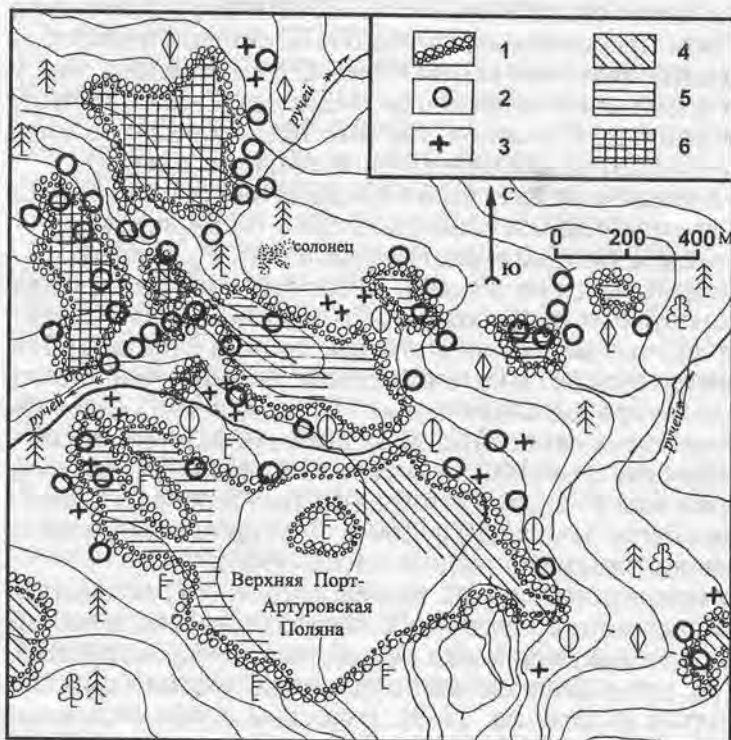 1 4
2 5
3 6
ручей
С
Ю
0 200 400 м
солонец
ручей
ручей
Верхняя Порт-
Артуровская
Поляна